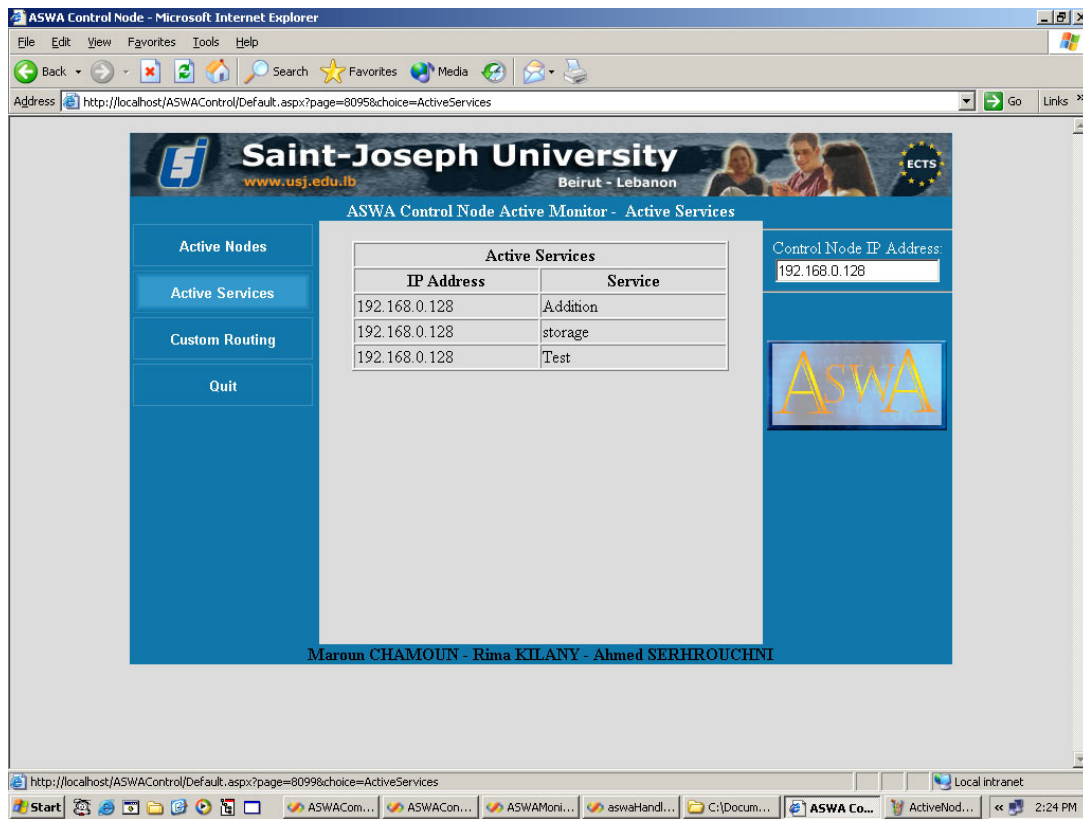 ASWA Control Node - Microsoft Internet Explorer
File Edit View Favorites Tools Help
Back Search Favorites Media
Address http://localhost/ASWAControl/Default.aspx?page=8095&choice=ActiveServices Go Links »
Saint-Joseph University
www.usj.edu.lb Beirut - Lebanon
ECTS
ASWA Control Node Active Monitor - Active Services
Active Nodes
Active Services
Custom Routing
Quit
Active Services
IP Address Service
192.168.0.128 Addition
192.168.0.128 storage
192.168.0.128 Test
Control Node IP Address:
192.168.0.128
ASWA
Maroun CHAMOUN - Rima KILANY - Ahmed SERHROUCHNI
http://localhost/ASWAControl/Default.aspx?page=8099&choice=ActiveServices Local intranet
Start ASWACom... ASWACon... ASWAMoni... aswaHandl... C:\Docum... ASWA Co... ActiveNod... « 2:24 PM